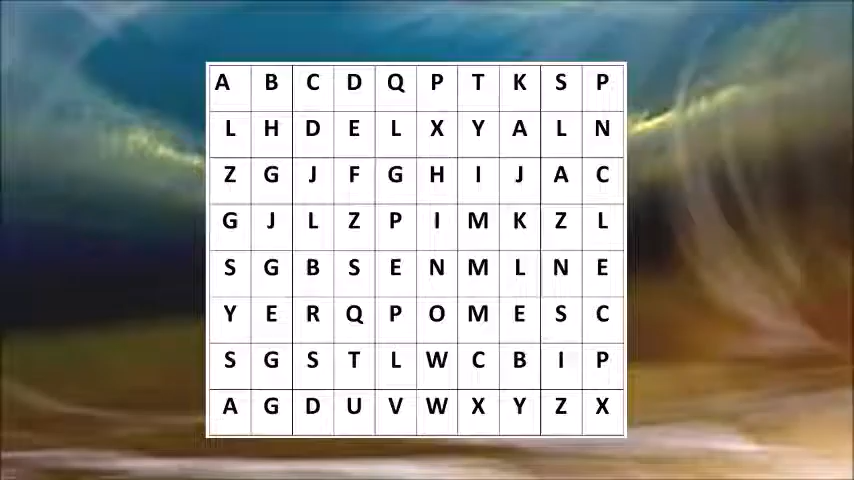 A B C D Q P T K S P
L H D E L X Y A L N
Z G J F G H I J A C
G J L Z P I M K Z L
S G B S E N M L N E
Y E R Q P O M E S C
S G S T L W C B I P
A G D U V W X Y Z X